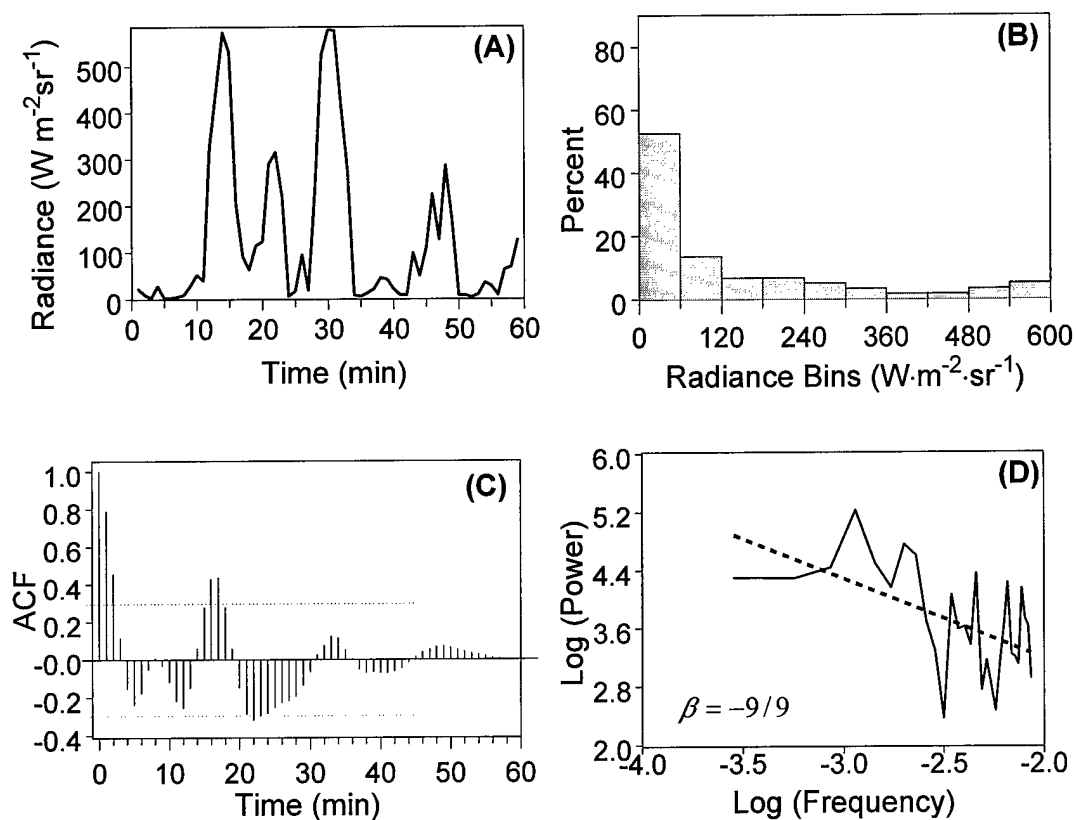 (A)
Radiance (W m⁻²sr⁻¹)
500
400
300
200
100
0
0 10 20 30 40 50 60
Time (min)
(B)
Percent
80
60
40
20
0
0 120 240 360 480 600
Radiance Bins (W·m⁻²·sr⁻¹)
(C)
ACF
1.0
0.8
0.6
0.4
0.2
-0.0
-0.2
-0.4
0 10 20 30 40 50 60
Time (min)
(D)
Log (Power)
6.0
5.2
4.4
3.6
2.8
2.0
β = −9/9
-4.0 -3.5 -3.0 -2.5 -2.0
Log (Frequency)